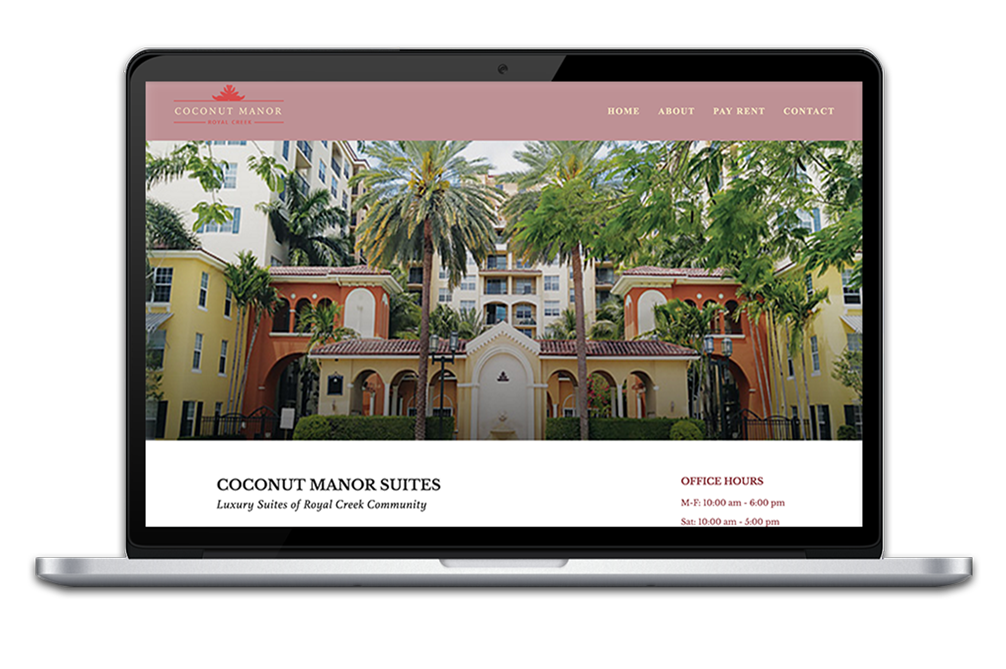 COCONUT MANOR
ROYAL CREEK
HOME ABOUT PAY RENT CONTACT
COCONUT MANOR SUITES
Luxury Suites of Royal Creek Community
OFFICE HOURS
M-F: 10:00 am - 6:00 pm
Sat: 10:00 am - 5:00 pm